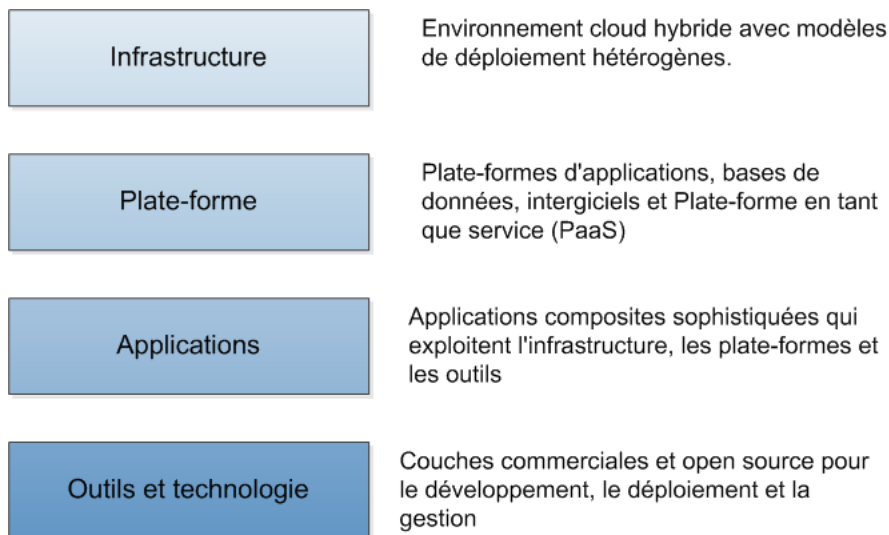 Infrastructure
Environnement cloud hybride avec modèles
de déploiement hétérogènes.
Plate-forme
Plate-formes d'applications, bases de
données, intergiciels et Plate-forme en tant
que service (PaaS)
Applications
Applications composites sophistiquées qui
exploitent l'infrastructure, les plate-formes et
les outils
Outils et technologie
Couches commerciales et open source pour
le développement, le déploiement et la
gestion